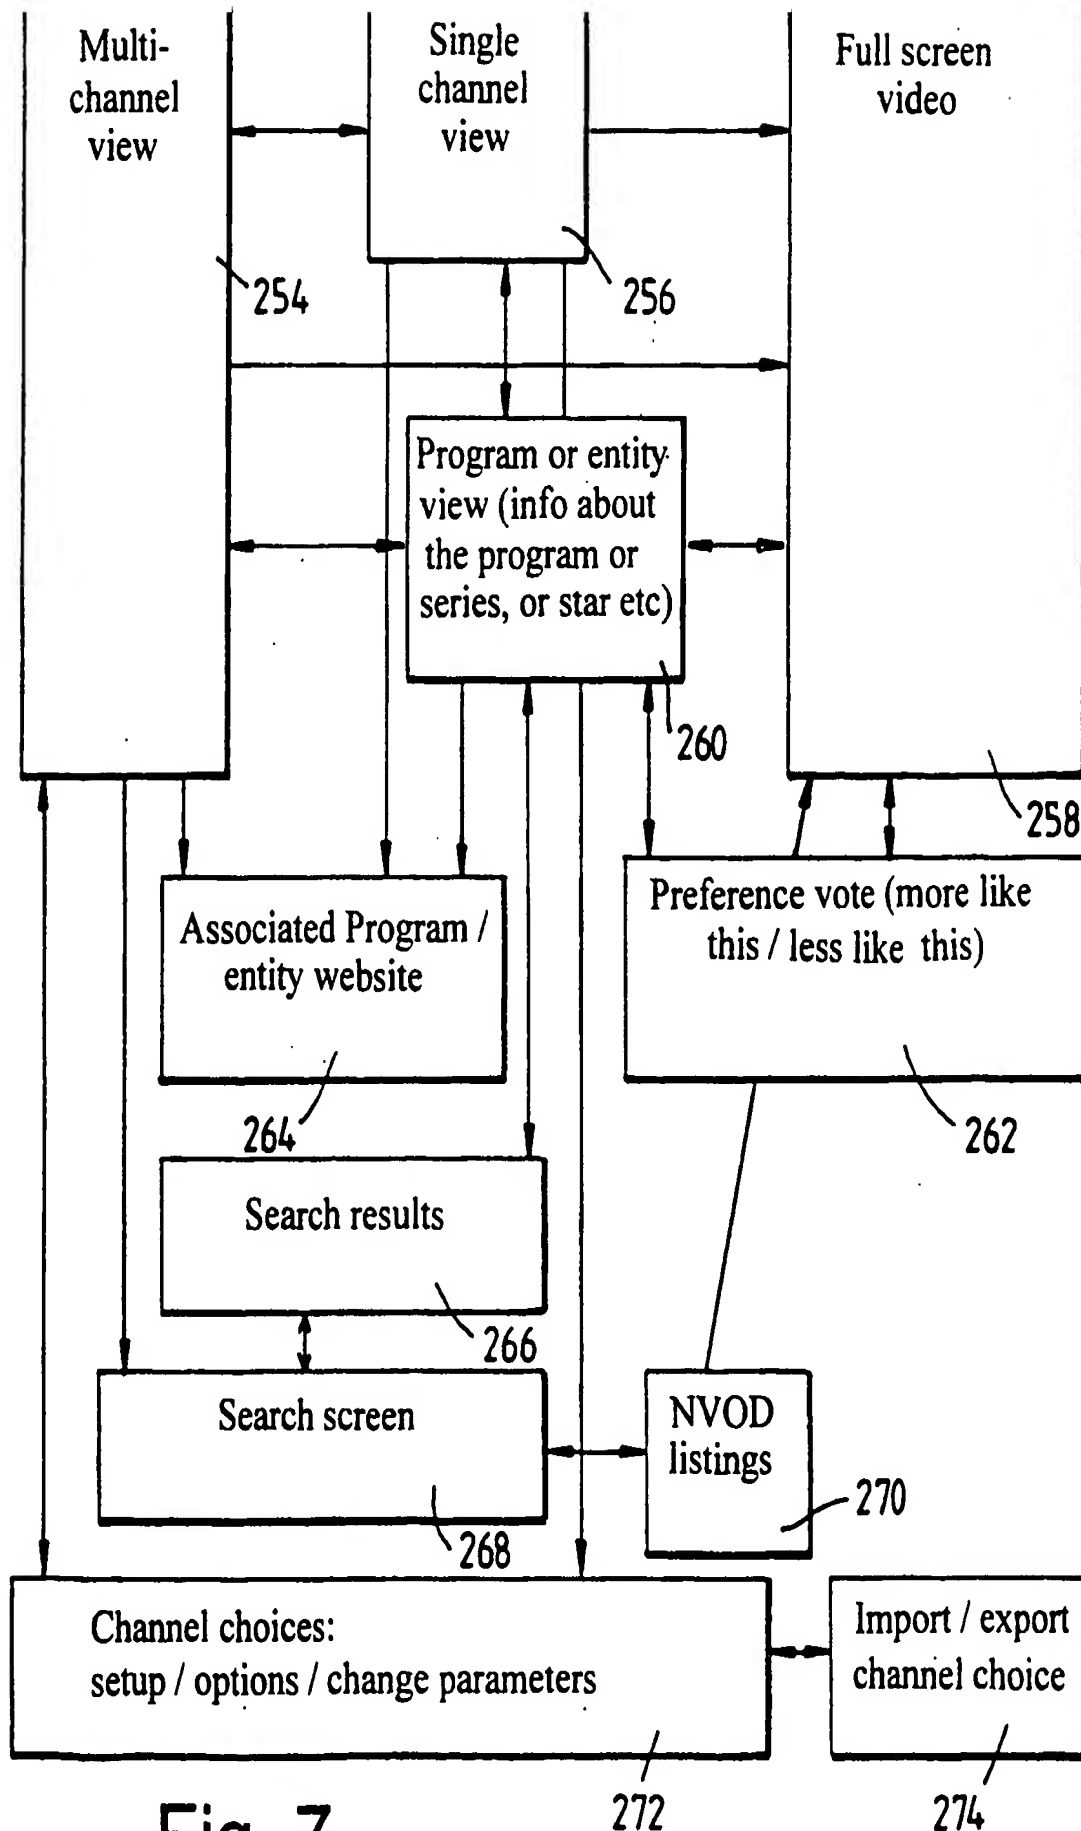 Multi-
channel
view
Single
channel
view
Full screen
video
254
256
Program or entity
view (info about
the program or
series, or star etc)
260
258
Associated Program /
entity website
Preference vote (more like
this / less like this)
264
262
Search results
266
Search screen
NVOD
listings
268
270
Channel choices:
setup / options / change parameters
Import / export
channel choice
272
274
Fig. 7